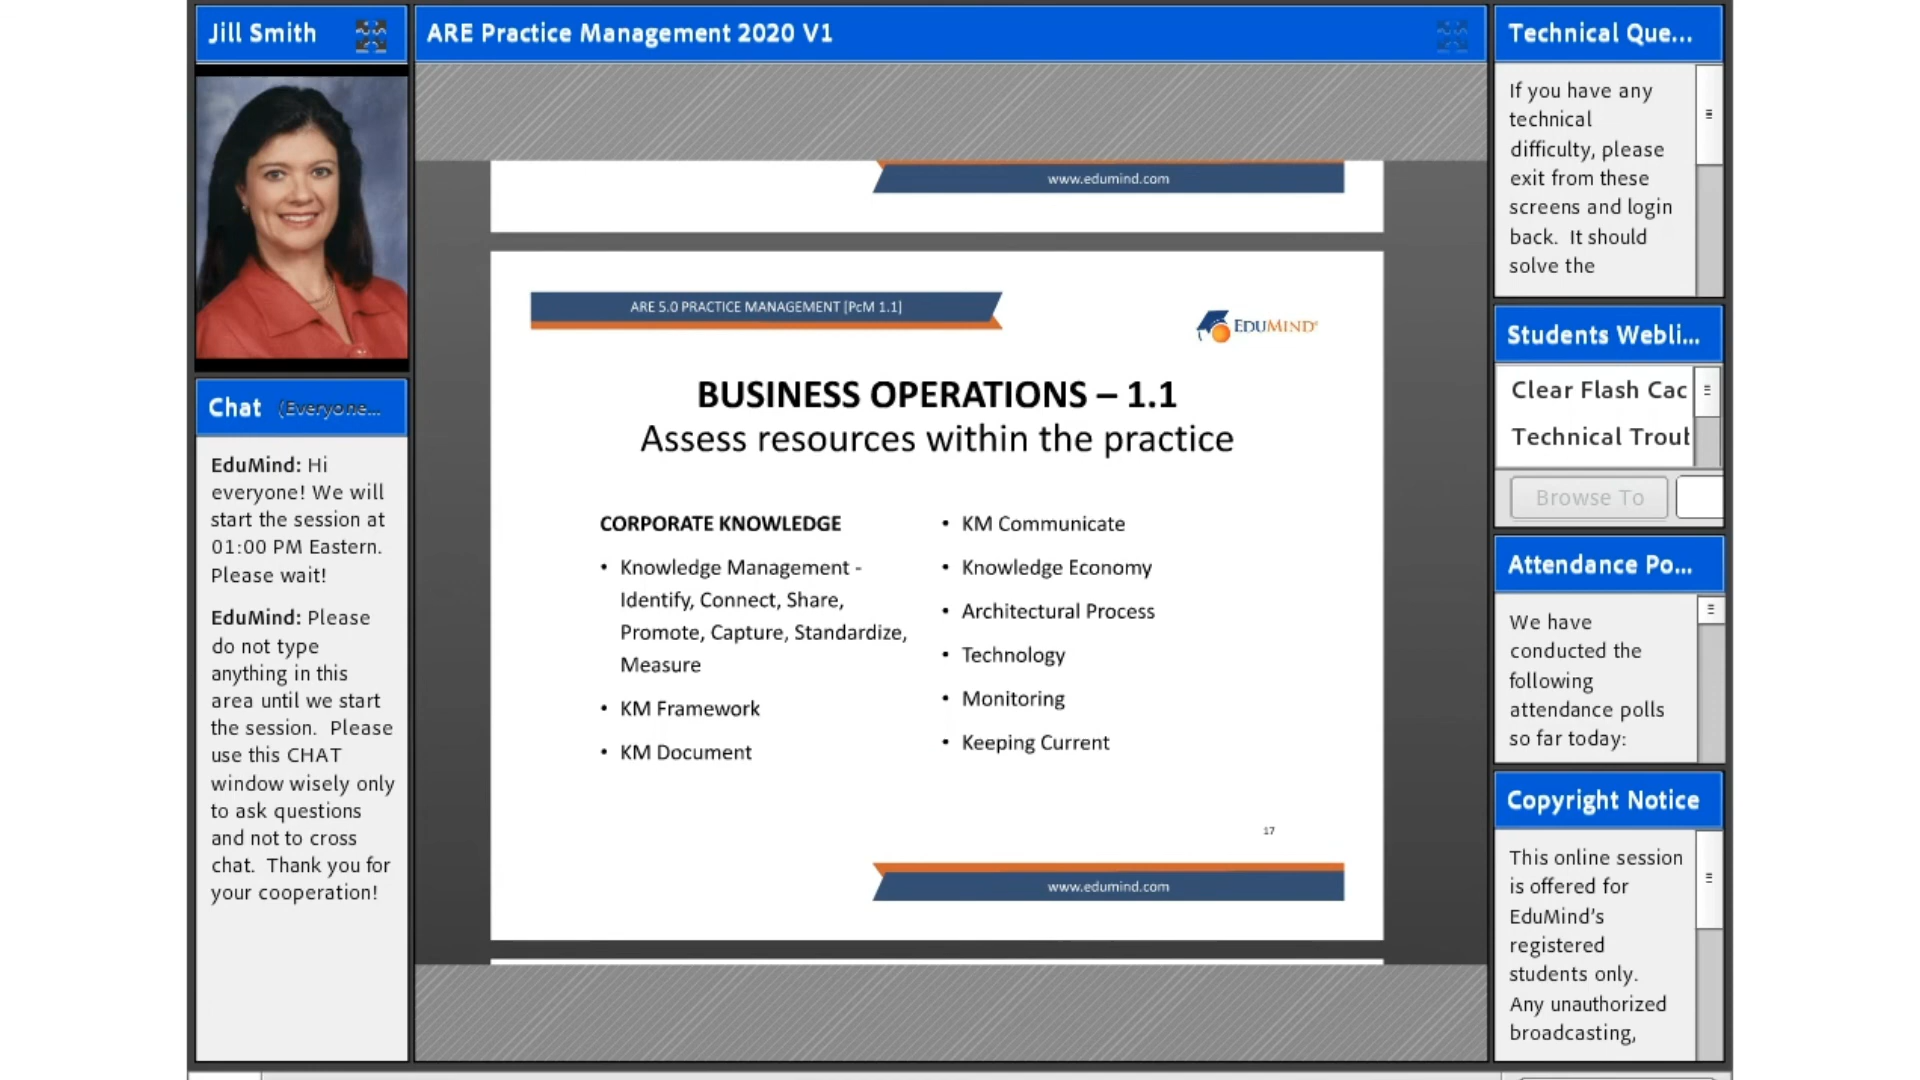 Jill Smith
ARE Practice Management 2020 V1
Technical Que...
If you have any
technical
difficulty, please
exit from these
screens and login
back. It should
solve the
www.edumind.com
ARE 5.0 PRACTICE MANAGEMENT [PcM 1.1]
EDUMIND®
BUSINESS OPERATIONS – 1.1
Assess resources within the practice
CORPORATE KNOWLEDGE
• Knowledge Management -
Identify, Connect, Share,
Promote, Capture, Standardize,
Measure
• KM Framework
• KM Document
• KM Communicate
• Knowledge Economy
• Architectural Process
• Technology
• Monitoring
• Keeping Current
17
www.edumind.com
Chat (Everyone...
EduMind: Hi
everyone! We will
start the session at
01:00 PM Eastern.
Please wait!
EduMind: Please
do not type
anything in this
area until we start
the session. Please
use this CHAT
window wisely only
to ask questions
and not to cross
chat. Thank you for
your cooperation!
Students Webli...
Clear Flash Cac
Technical Troub
Browse To
Attendance Po...
We have
conducted the
following
attendance polls
so far today:
Copyright Notice
This online session
is offered for
EduMind's
registered
students only.
Any unauthorized
broadcasting,